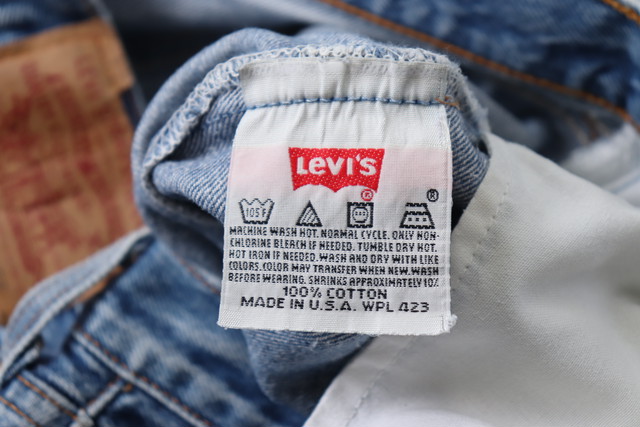 LEVI'S
®
105F
®
MACHINE WASH HOT. NORMAL CYCLE. ONLY NON-
CHLORINE BLEACH IF NEEDED. TUMBLE DRY HOT.
HOT IRON IF NEEDED. WASH AND DRY WITH LIKE
COLORS. COLOR MAY TRANSFER WHEN NEW. WASH
BEFORE WEARING. SHRINKS APPROXIMATELY 10%
100% COTTON
MADE IN U.S.A. WPL 423